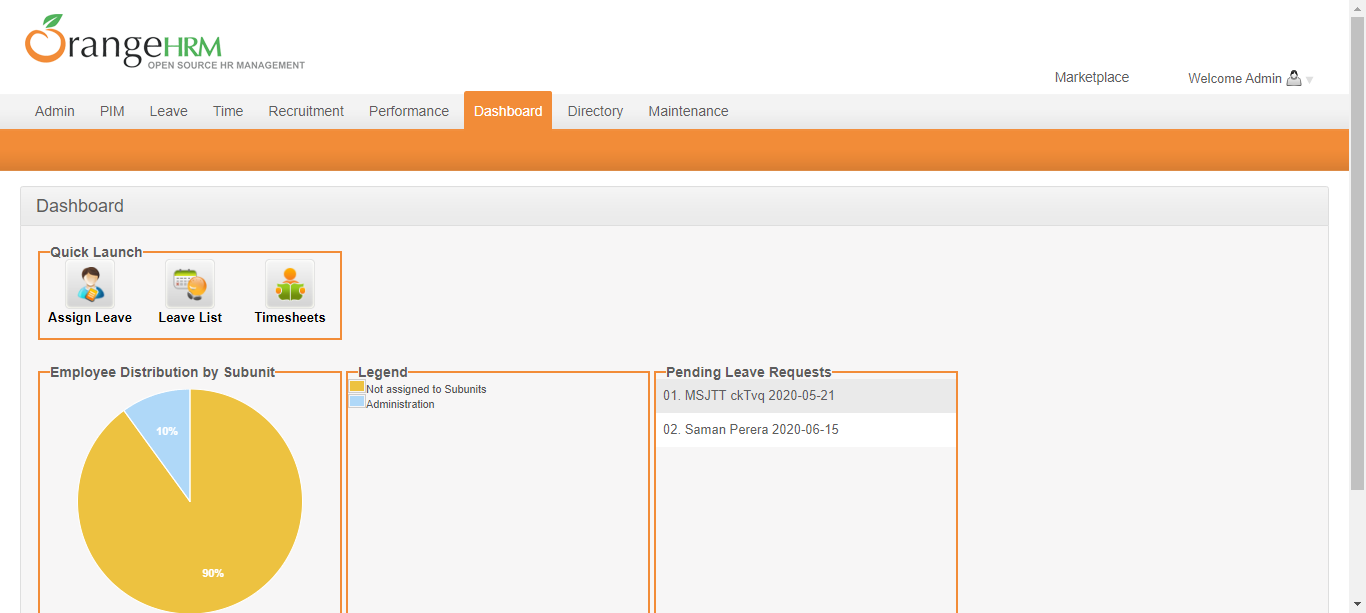 OrangeHRM
OPEN SOURCE HR MANAGEMENT
Marketplace
Welcome Admin
Admin PIM Leave Time Recruitment Performance Dashboard Directory Maintenance
Dashboard
Quick Launch
Assign Leave Leave List Timesheets
Employee Distribution by Subunit
10%
90%
Legend
Not assigned to Subunits
Administration
Pending Leave Requests
01. MSJTT ckTvq 2020-05-21
02. Saman Perera 2020-06-15